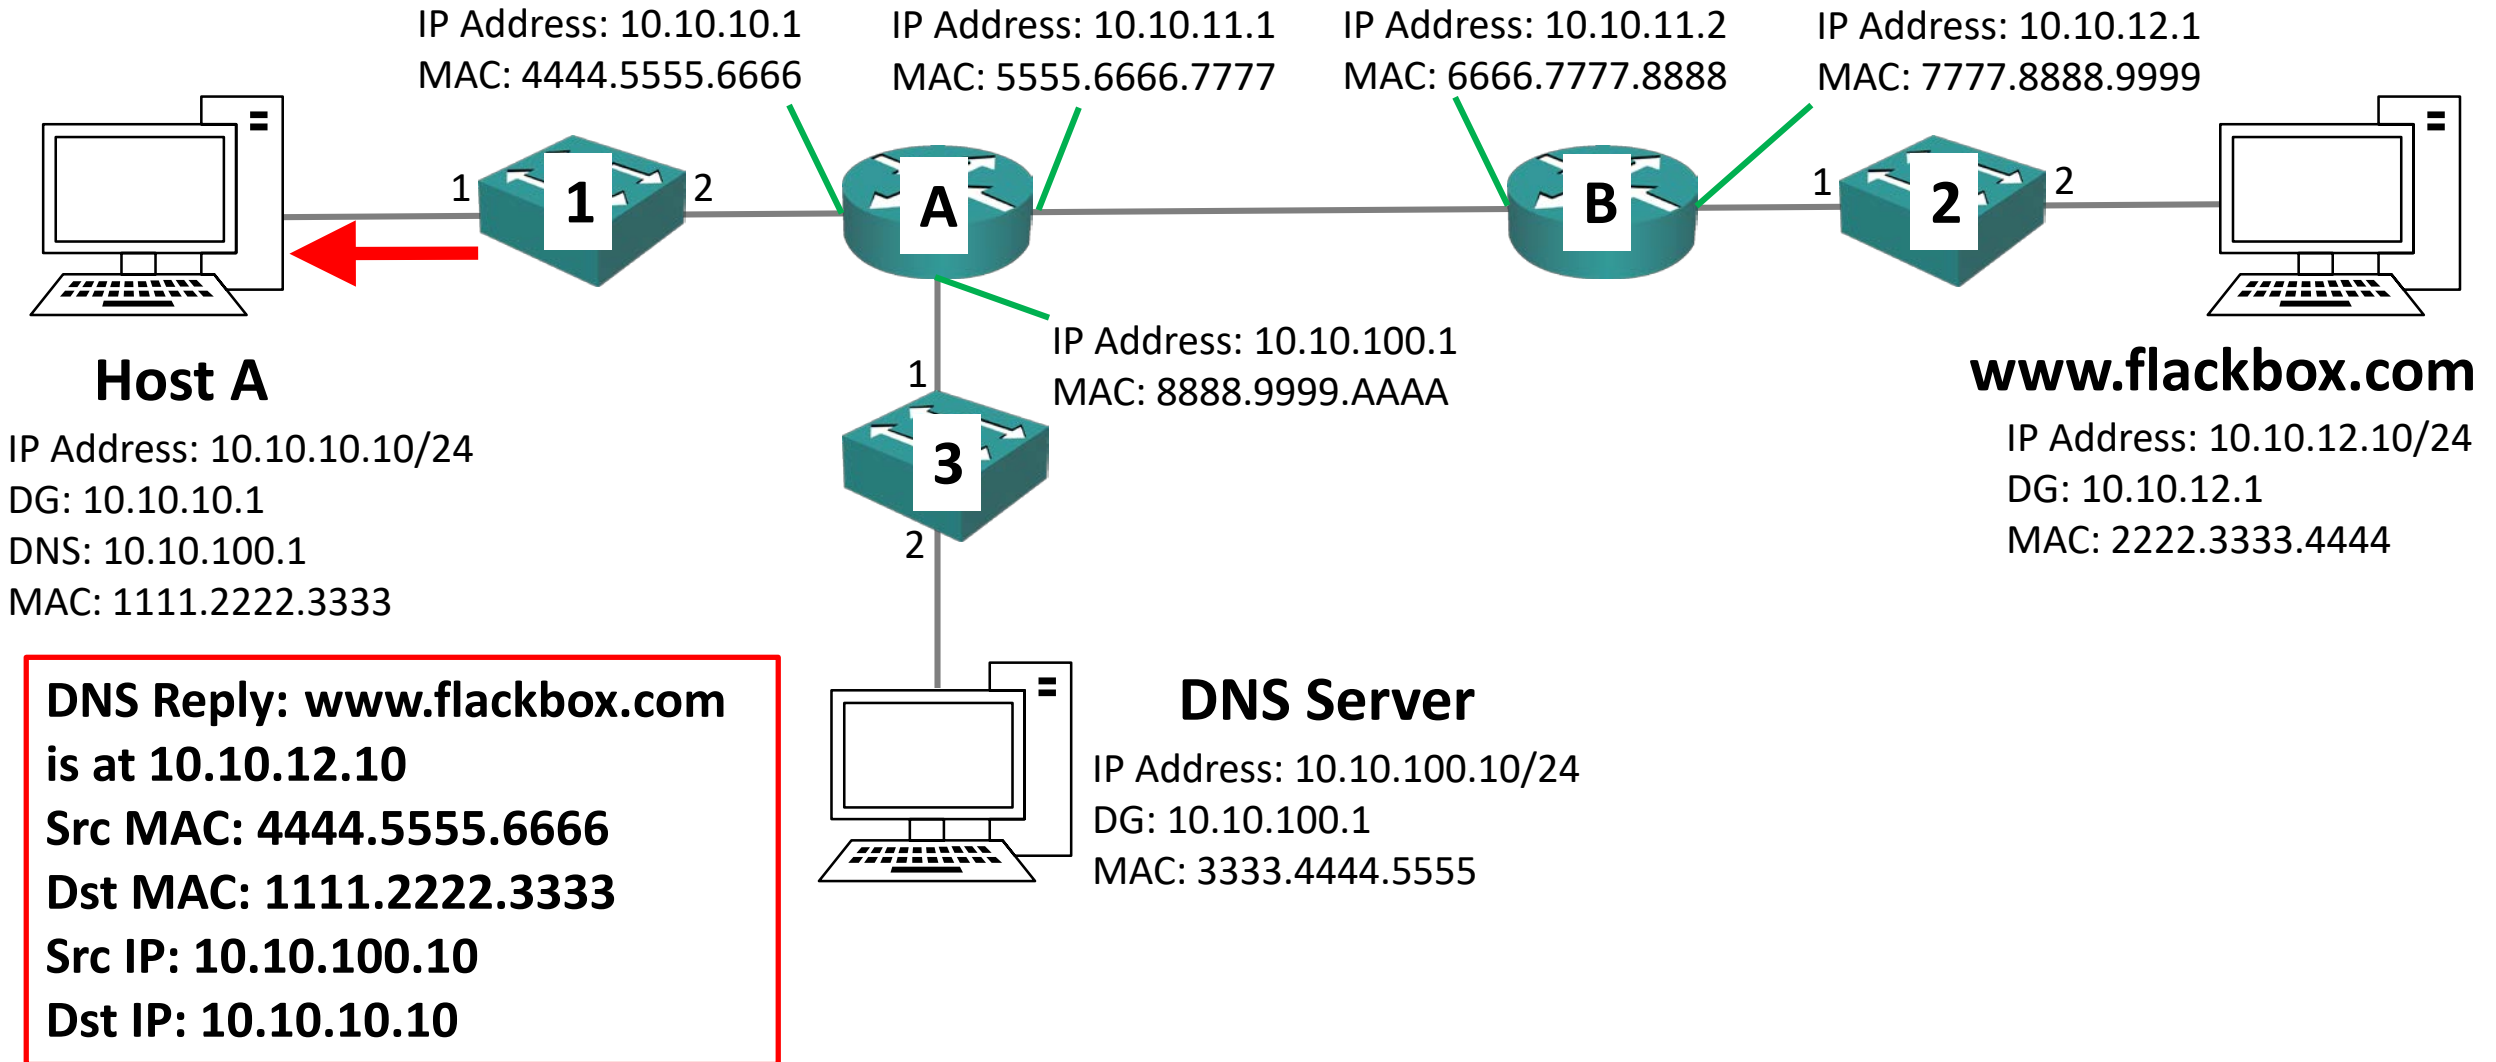 IP Address: 10.10.10.1
MAC: 4444.5555.6666
IP Address: 10.10.11.1
MAC: 5555.6666.7777
IP Address: 10.10.11.2
MAC: 6666.7777.8888
IP Address: 10.10.12.1
MAC: 7777.8888.9999
1
1
2
A
B
1
2
2
Host A
IP Address: 10.10.10.10/24
DG: 10.10.10.1
DNS: 10.10.100.1
MAC: 1111.2222.3333
IP Address: 10.10.100.1
MAC: 8888.9999.AAAA
1
3
2
www.flackbox.com
IP Address: 10.10.12.10/24
DG: 10.10.12.1
MAC: 2222.3333.4444
DNS Reply: www.flackbox.com
is at 10.10.12.10
Src MAC: 4444.5555.6666
Dst MAC: 1111.2222.3333
Src IP: 10.10.100.10
Dst IP: 10.10.10.10
DNS Server
IP Address: 10.10.100.10/24
DG: 10.10.100.1
MAC: 3333.4444.5555